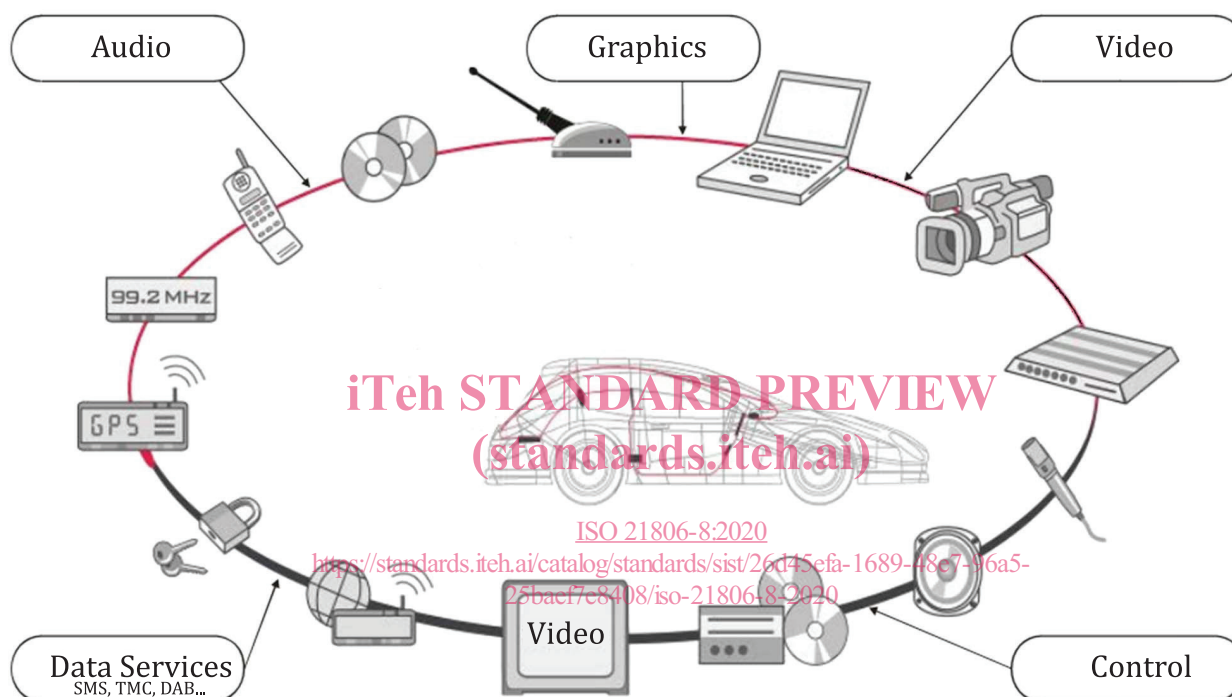 Audio
Graphics
Video
99.2 MHz
GPS
iTeh STANDARD PREVIEW
(standards.iteh.ai)
ISO 21806-8:2020
https://standards.iteh.ai/catalog/standards/sist/26d45efa-1689-48c7-96a5-
25baef7e8408/iso-21806-8-2020
Video
Data Services
SMS, TMC, DAB...
Control